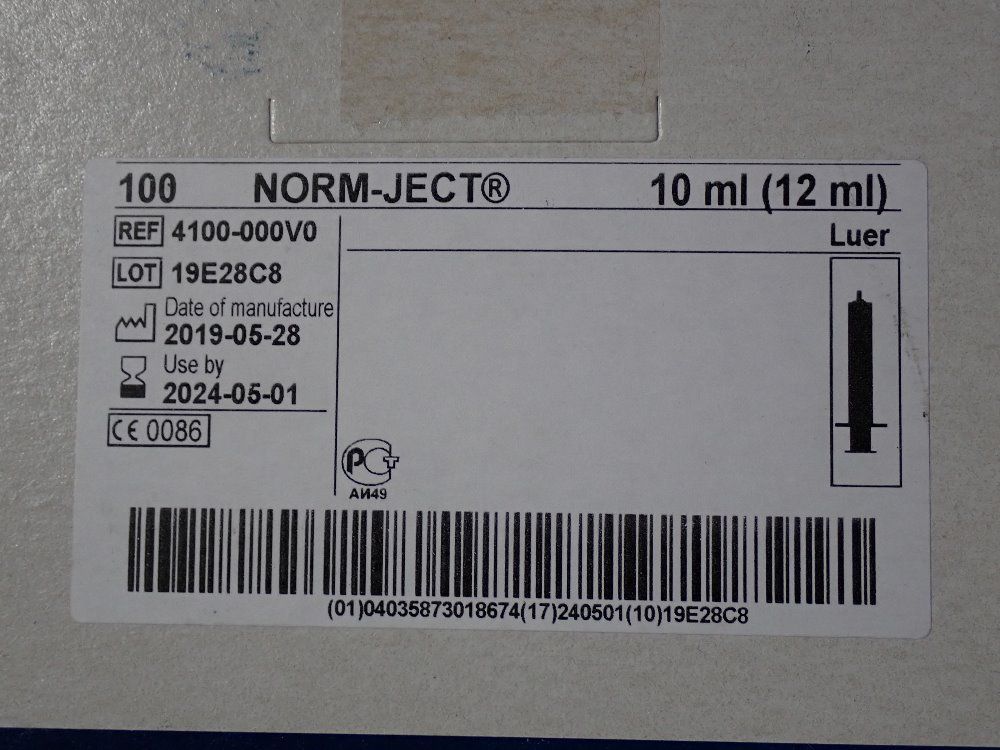 100 NORM-JECT® 10 ml (12 ml)
REF 4100-000V0
Luer
LOT 19E28C8
Date of manufacture
2019-05-28
Use by
2024-05-01
CE 0086
РСТ
АИ49
(01)04035873018674(17)240501(10)19E28C8